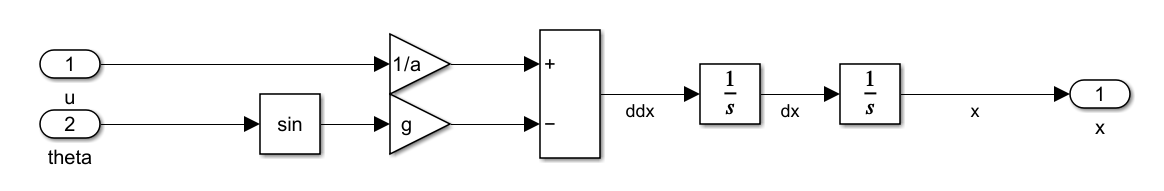 1
u
1/a
+
2
theta
sin
g
−
ddx
1
s
dx
1
s
x
1
x